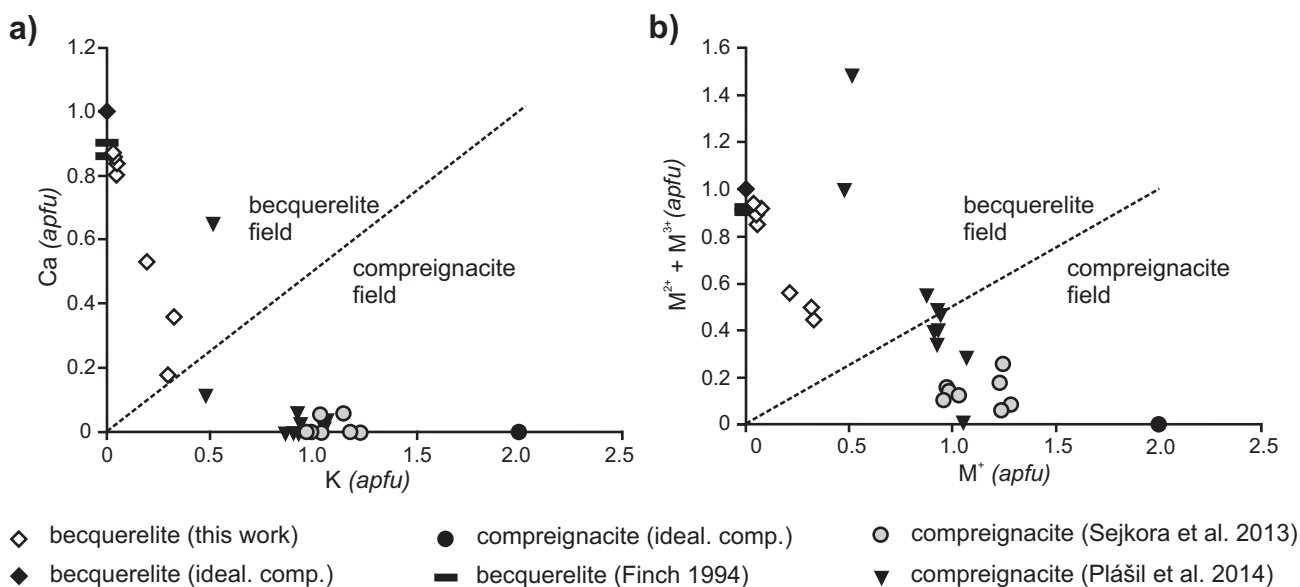 a)
1.2
1.0
0.8
0.6
0.4
0.2
0
Ca (apfu)
becquerelite
field
compreignacite
field
0 0.5 1.0 1.5 2.0 2.5
K (apfu)
b)
1.6
1.4
1.2
1.0
0.8
0.6
0.4
0.2
0
M²⁺ + M³⁺ (apfu)
becquerelite
field
compreignacite
field
0 0.5 1.0 1.5 2.0 2.5
M⁺ (apfu)
becquerelite (this work) compreignacite (ideal. comp.) compreignacite (Sejkora et al. 2013)
becquerelite (ideal. comp.) becquerelite (Finch 1994) compreignacite (Plášil et al. 2014)